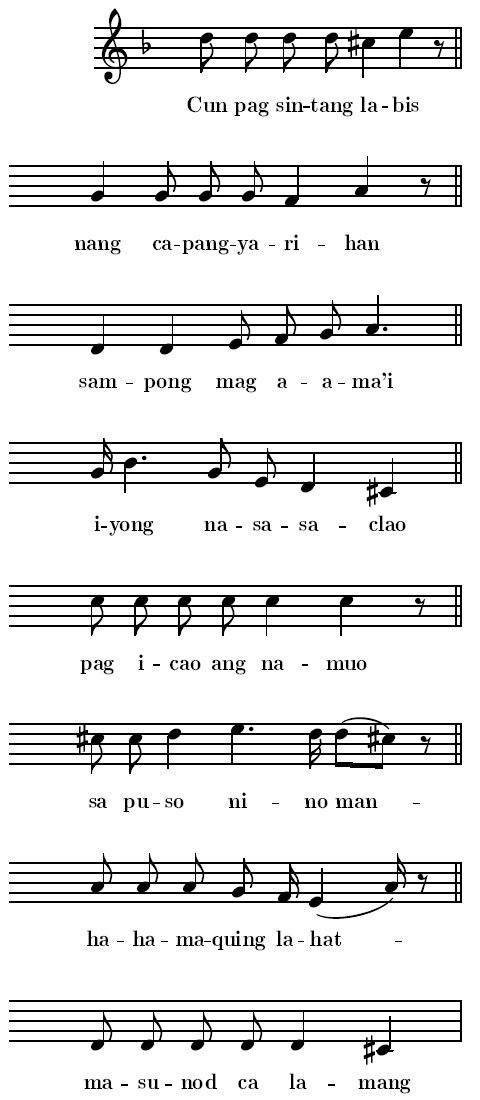 Cun pag sin-tang la-bis
nang ca-pang-ya-ri-han
sam-pong mag a-a-ma'i
i-yong na-sa-sa-clao
pag i-cao ang na-muo
sa pu-so ni-no man-
ha-ha-ma-quing la-hat-
ma-su-nod ca la-mang